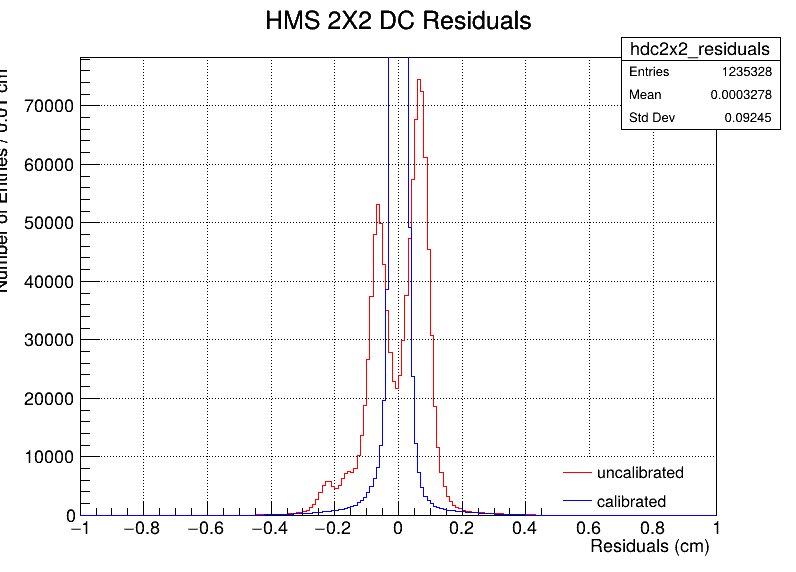 HMS 2X2 DC Residuals
hdc2x2_residuals
Entries 1235328
Mean 0.0003278
Std Dev 0.09245
Number of Entries / 0.01 cm
70000
60000
50000
40000
30000
20000
10000
0
uncalibrated
calibrated
−1 −0.8 −0.6 −0.4 −0.2 0 0.2 0.4 0.6 0.8 1
Residuals (cm)